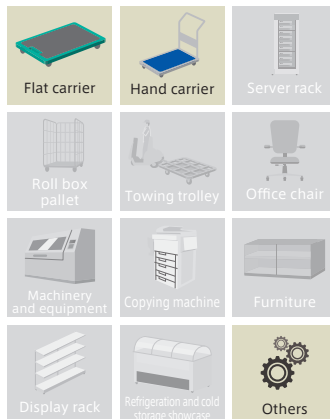 Flat carrier
Hand carrier
Server rack
Roll box
pallet
Towing trolley
Office chair
Machinery
and equipment
Copying machine
Furniture
Display rack
Refrigeration and cold
storage showcase
Others